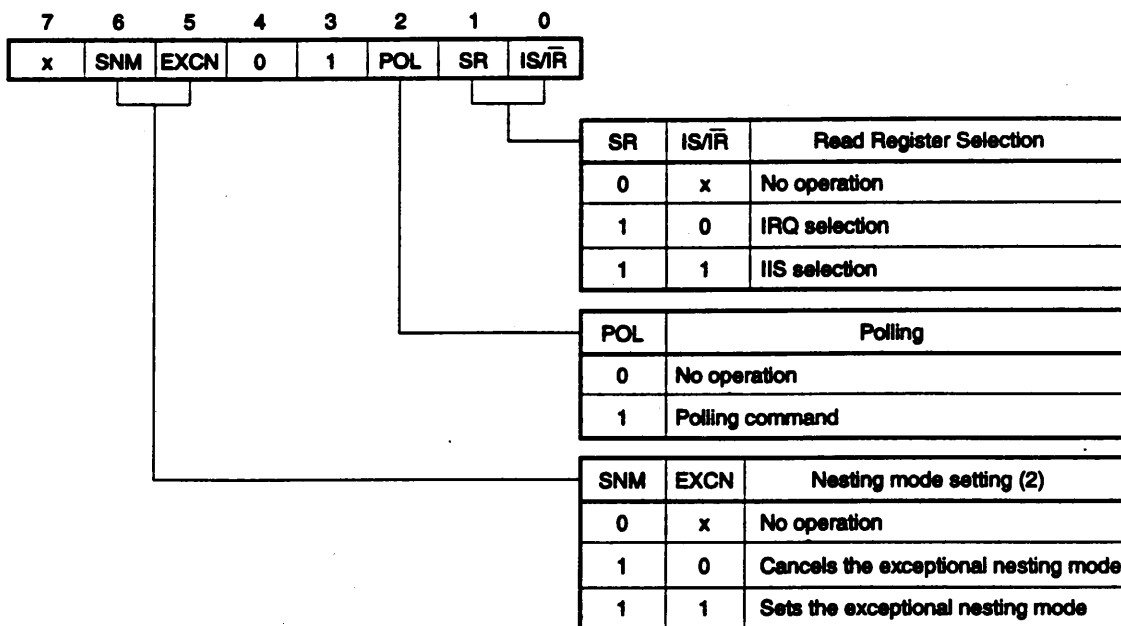 7 6 5 4 3 2 1 0
x SNM EXCN 0 1 POL SR IS/I̅R̅
SR IS/I̅R̅ Read Register Selection
0 x No operation
1 0 IRQ selection
1 1 IIS selection
POL Polling
0 No operation
1 Polling command
SNM EXCN Nesting mode setting (2)
0 x No operation
1 0 Cancels the exceptional nesting mode
1 1 Sets the exceptional nesting mode